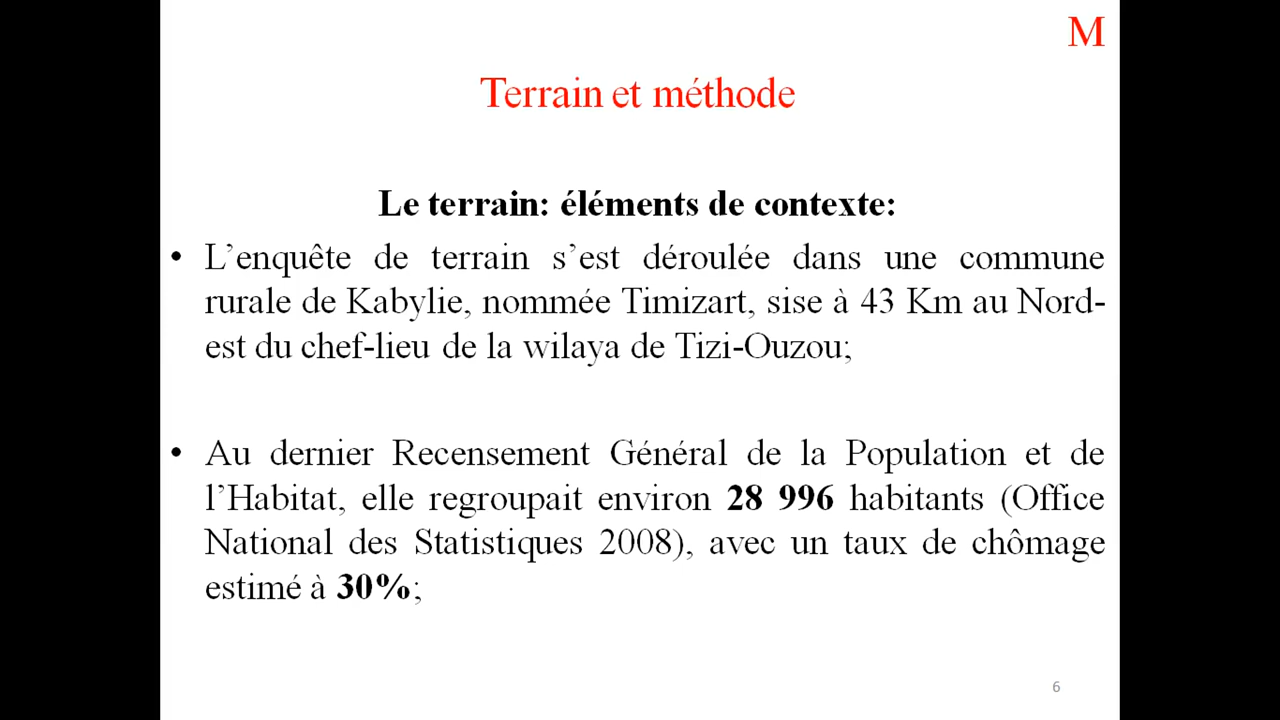 M
Terrain et méthode
Le terrain: éléments de contexte:
• L’enquête de terrain s’est déroulée dans une commune
rurale de Kabylie, nommée Timizart, sise à 43 Km au Nord-
est du chef-lieu de la wilaya de Tizi-Ouzou;
• Au dernier Recensement Général de la Population et de
l’Habitat, elle regroupait environ 28 996 habitants (Office
National des Statistiques 2008), avec un taux de chômage
estimé à 30%;
6